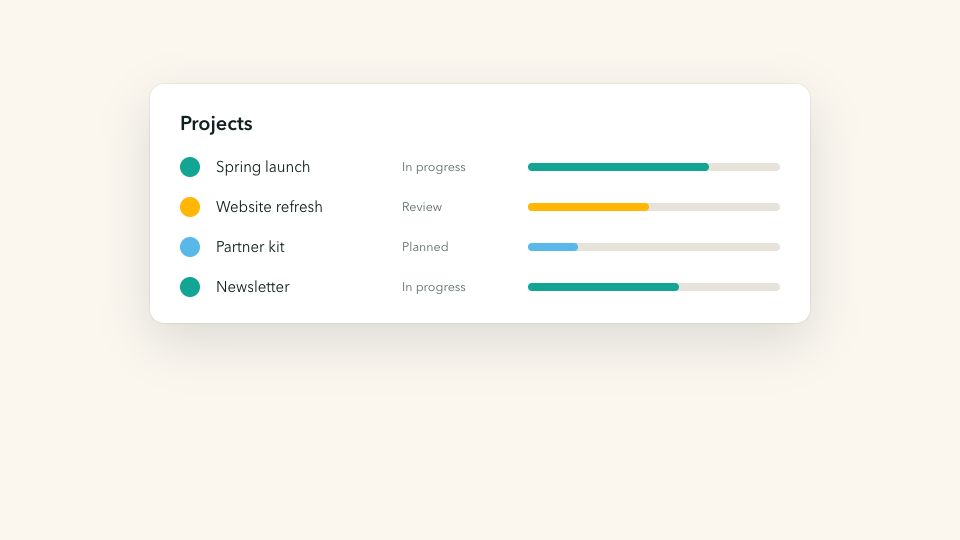 Projects
Spring launch In progress
Website refresh Review
Partner kit Planned
Newsletter In progress